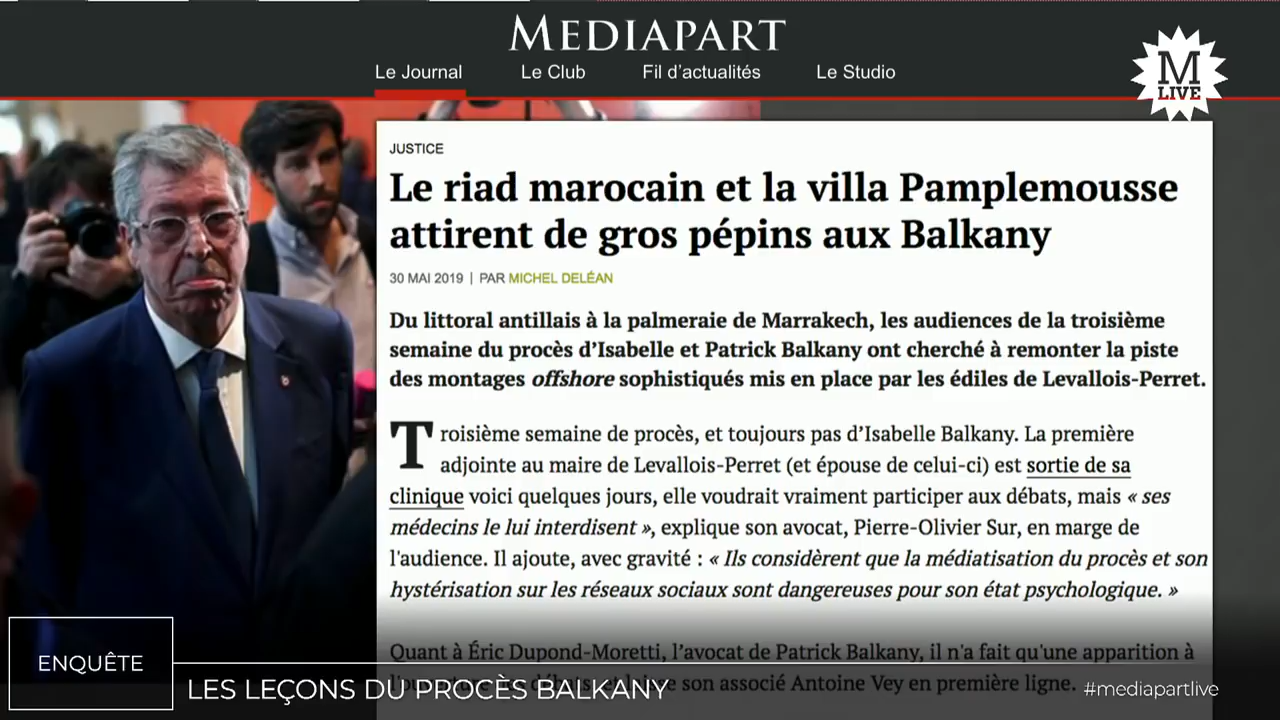 MEDIAPART
Le Journal Le Club Fil d’actualités Le Studio
M
LIVE
JUSTICE
Le riad marocain et la villa Pamplemousse
attirent de gros pépins aux Balkany
30 MAI 2019 | PAR MICHEL DELÉAN
Du littoral antillais à la palmeraie de Marrakech, les audiences de la troisième
semaine du procès d’Isabelle et Patrick Balkany ont cherché à remonter la piste
des montages offshore sophistiqués mis en place par les édiles de Levallois-Perret.
Troisième semaine de procès, et toujours pas d’Isabelle Balkany. La première
adjointe au maire de Levallois-Perret (et épouse de celui-ci) est sortie de sa
clinique voici quelques jours, elle voudrait vraiment participer aux débats, mais « ses
médecins le lui interdisent », explique son avocat, Pierre-Olivier Sur, en marge de
l'audience. Il ajoute, avec gravité : « Ils considèrent que la médiatisation du procès et son
hystérisation sur les réseaux sociaux sont dangereuses pour son état psychologique. »
Quant à Éric Dupond-Moretti, l’avocat de Patrick Balkany, il n'a fait qu'une apparition à
son associé Antoine Vey en première ligne.
ENQUÊTE
LES LEÇONS DU PROCÈS BALKANY
#mediapartlive